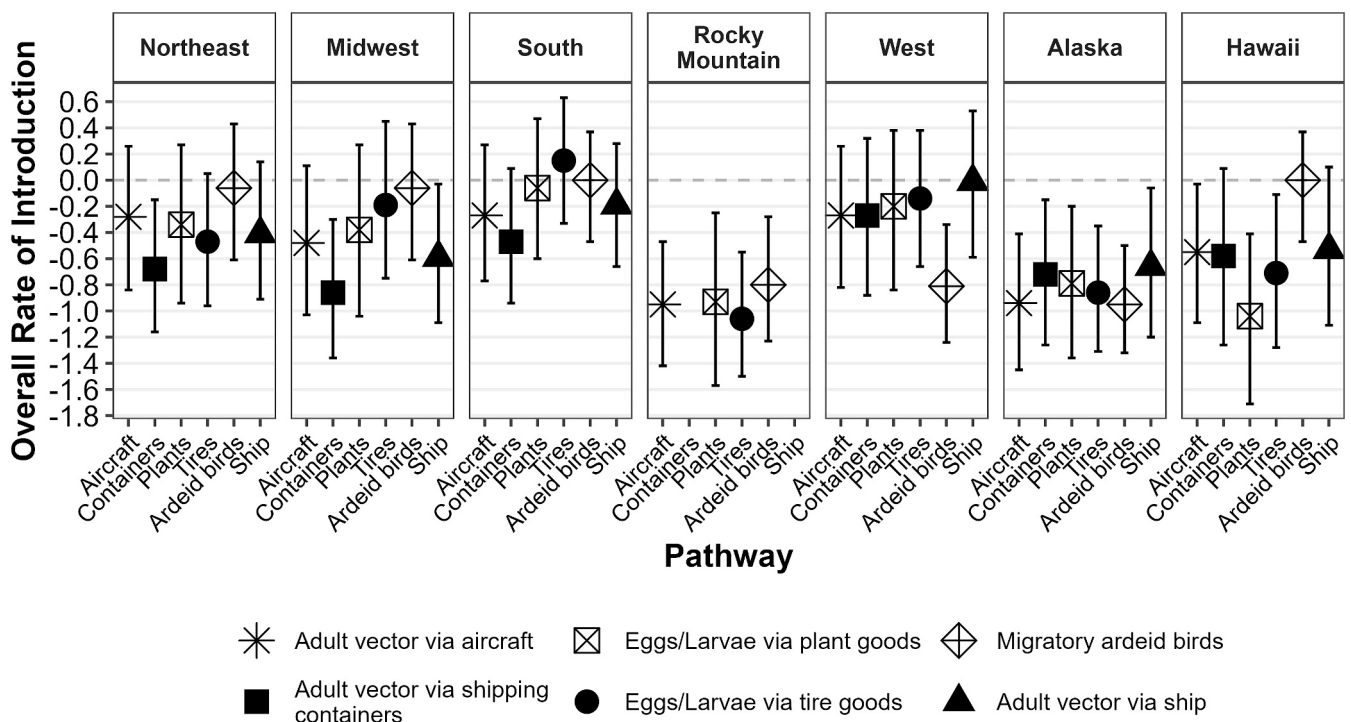 Northeast
Midwest
South
Rocky
Mountain
West
Alaska
Hawaii
Overall Rate of Introduction
0.6
0.4
0.2
0.0
-0.2
-0.4
-0.6
-0.8
-1.0
-1.2
-1.4
-1.6
-1.8
Aircraft
Containers
Plants
Tires
Ardeid birds
Ship
Aircraft
Containers
Plants
Tires
Ardeid birds
Ship
Aircraft
Containers
Plants
Tires
Ardeid birds
Ship
Aircraft
Containers
Plants
Tires
Ardeid birds
Ship
Aircraft
Containers
Plants
Tires
Ardeid birds
Ship
Aircraft
Containers
Plants
Tires
Ardeid birds
Ship
Aircraft
Containers
Plants
Tires
Ardeid birds
Ship
Pathway
Adult vector via aircraft
Eggs/Larvae via plant goods
Migratory ardeid birds
Adult vector via shipping
containers
Eggs/Larvae via tire goods
Adult vector via ship